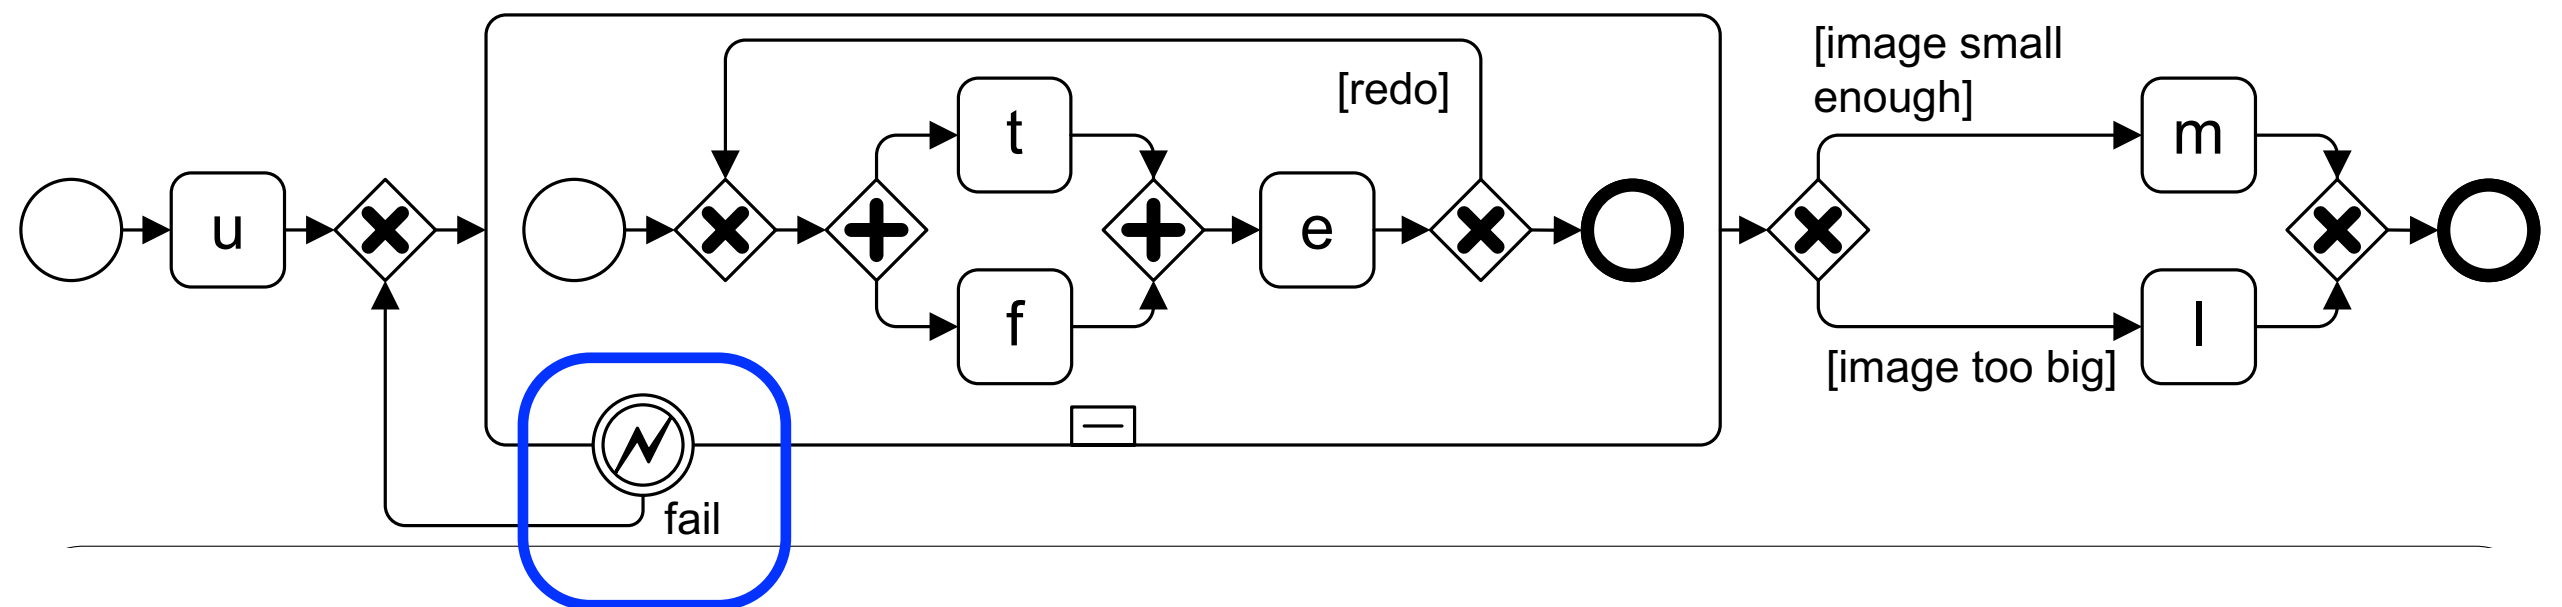 [image small
enough]
[redo]
t
m
u
e
f
l
[image too big]
fail